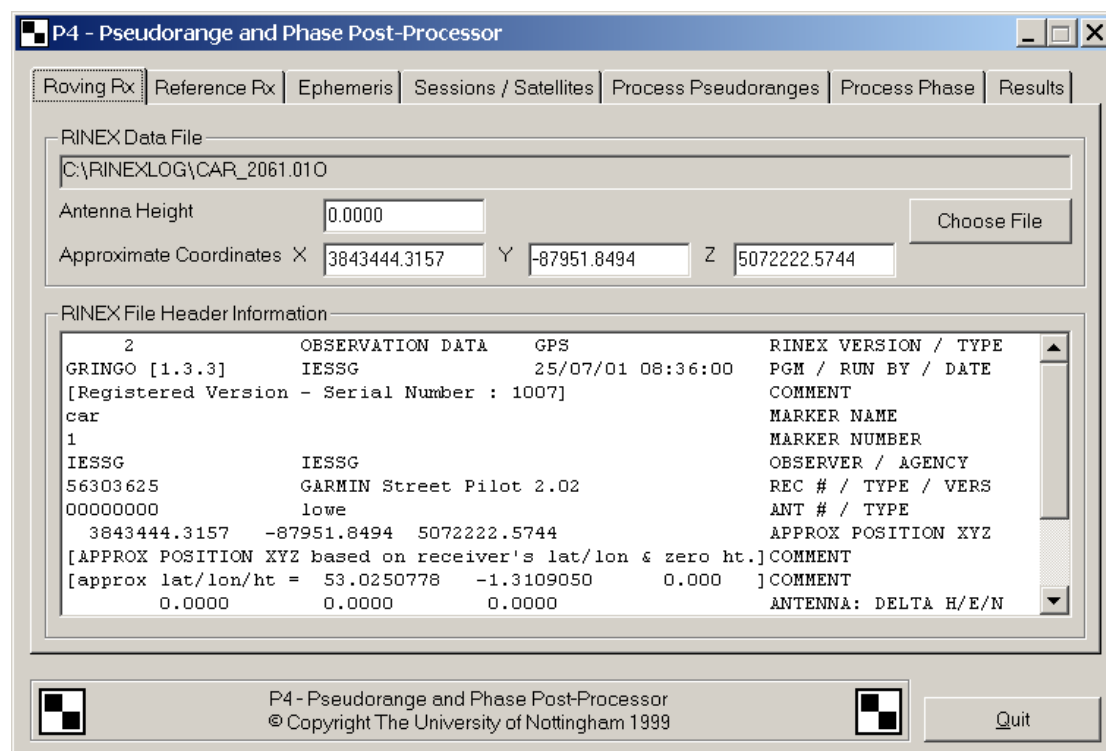 P4 - Pseudorange and Phase Post-Processor
Roving Rx Reference Rx Ephemeris Sessions / Satellites Process Pseudoranges Process Phase Results
RINEX Data File
C:\RINEXLOG\CAR_2061.01O
Antenna Height 0.0000 Choose File
Approximate Coordinates X 3843444.3157 Y -87951.8494 Z 5072222.5744
RINEX File Header Information
2 OBSERVATION DATA GPS RINEX VERSION / TYPE
GRINGO [1.3.3] IESSG 25/07/01 08:36:00 PGM / RUN BY / DATE
[Registered Version - Serial Number : 1007] COMMENT
car MARKER NAME
1 MARKER NUMBER
IESSG IESSG OBSERVER / AGENCY
56303625 GARMIN Street Pilot 2.02 REC # / TYPE / VERS
00000000 lowe ANT # / TYPE
3843444.3157 -87951.8494 5072222.5744 APPROX POSITION XYZ
[APPROX POSITION XYZ based on receiver's lat/lon & zero ht.]COMMENT
[approx lat/lon/ht = 53.0250778 -1.3109050 0.000 ]COMMENT
0.0000 0.0000 0.0000 ANTENNA: DELTA H/E/N
P4 - Pseudorange and Phase Post-Processor
© Copyright The University of Nottingham 1999
Quit